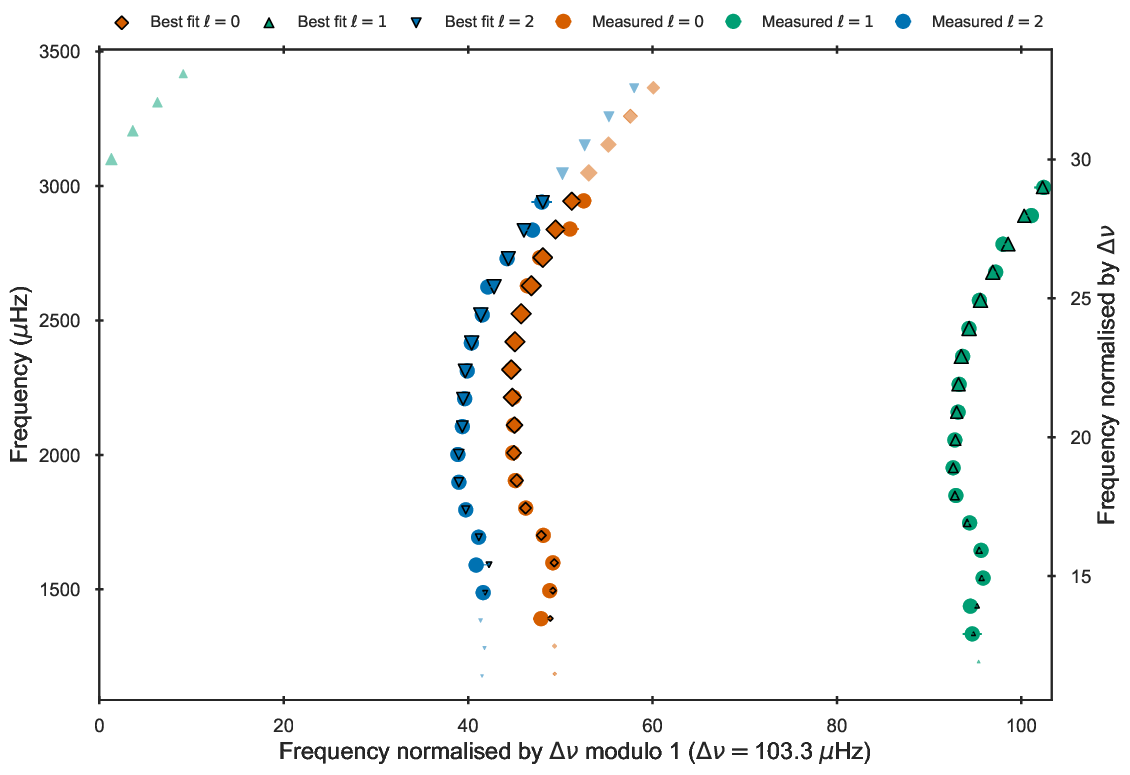 Best fit ℓ = 0 Best fit ℓ = 1 Best fit ℓ = 2 Measured ℓ = 0 Measured ℓ = 1 Measured ℓ = 2
3500
3000
2500
2000
1500
Frequency (μHz)
30
25
20
15
Frequency normalised by Δν
0 20 40 60 80 100
Frequency normalised by Δν modulo 1 (Δν = 103.3 μHz)